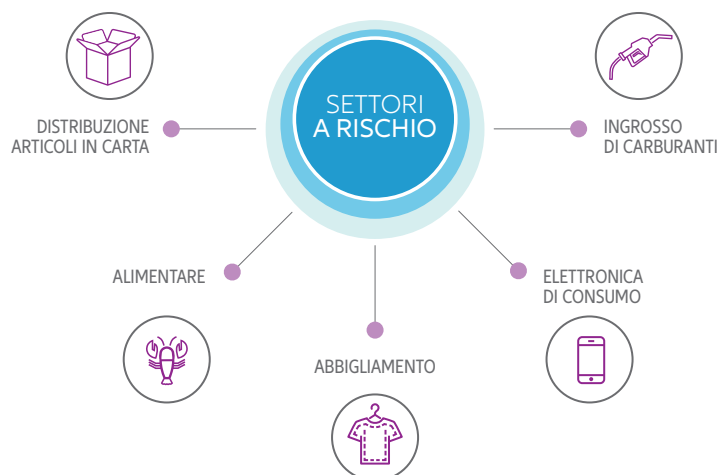 SETTORI
A RISCHIO
DISTRIBUZIONE
ARTICOLI IN CARTA
INGROSSO
DI CARBURANTI
ALIMENTARE
ELETTRONICA
DI CONSUMO
ABBIGLIAMENTO